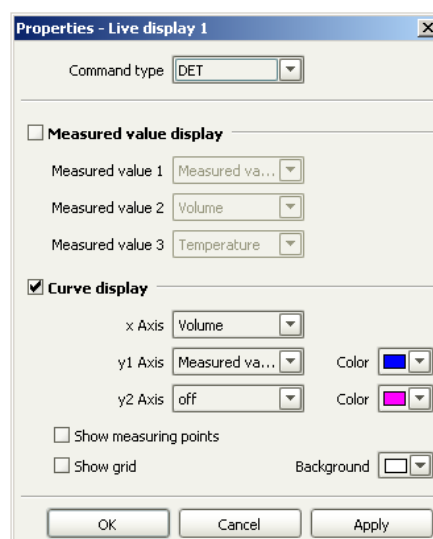 Properties - Live display 1
Command type DET
Measured value display
Measured value 1 Measured va...
Measured value 2 Volume
Measured value 3 Temperature
Curve display
x Axis Volume
y1 Axis Measured va... Color
y2 Axis off Color
Show measuring points
Show grid Background
OK Cancel Apply